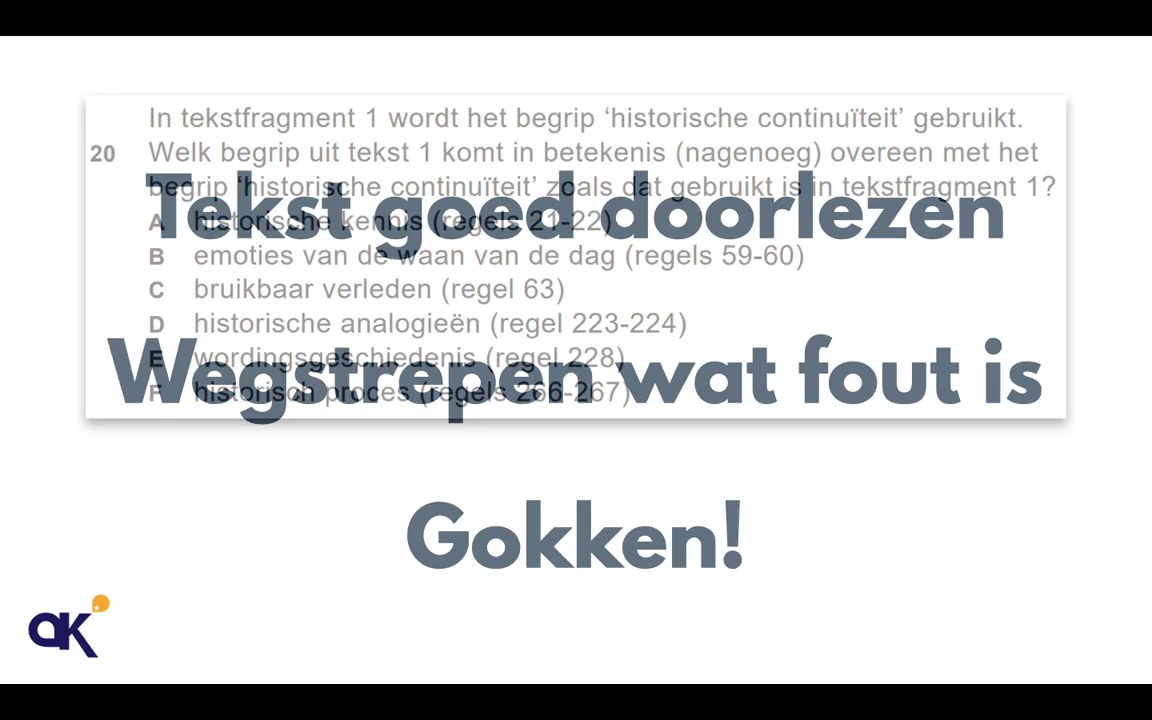 In tekstfragment 1 wordt het begrip ‘historische continuïteit’ gebruikt.
20 Welk begrip uit tekst 1 komt in betekenis (nagenoeg) overeen met het
begrip ‘historische continuïteit’ zoals dat gebruikt is in tekstfragment 1?
A historische kennis (regels 21-22)
B emoties van de waan van de dag (regels 59-60)
C bruikbaar verleden (regel 63)
D historische analogieën (regel 223-224)
E wordingsgeschiedenis (regel 228)
F historisch proces (regels 266-267)
Tekst goed doorlezen
Wegstrepen wat fout is
Gokken!
ak